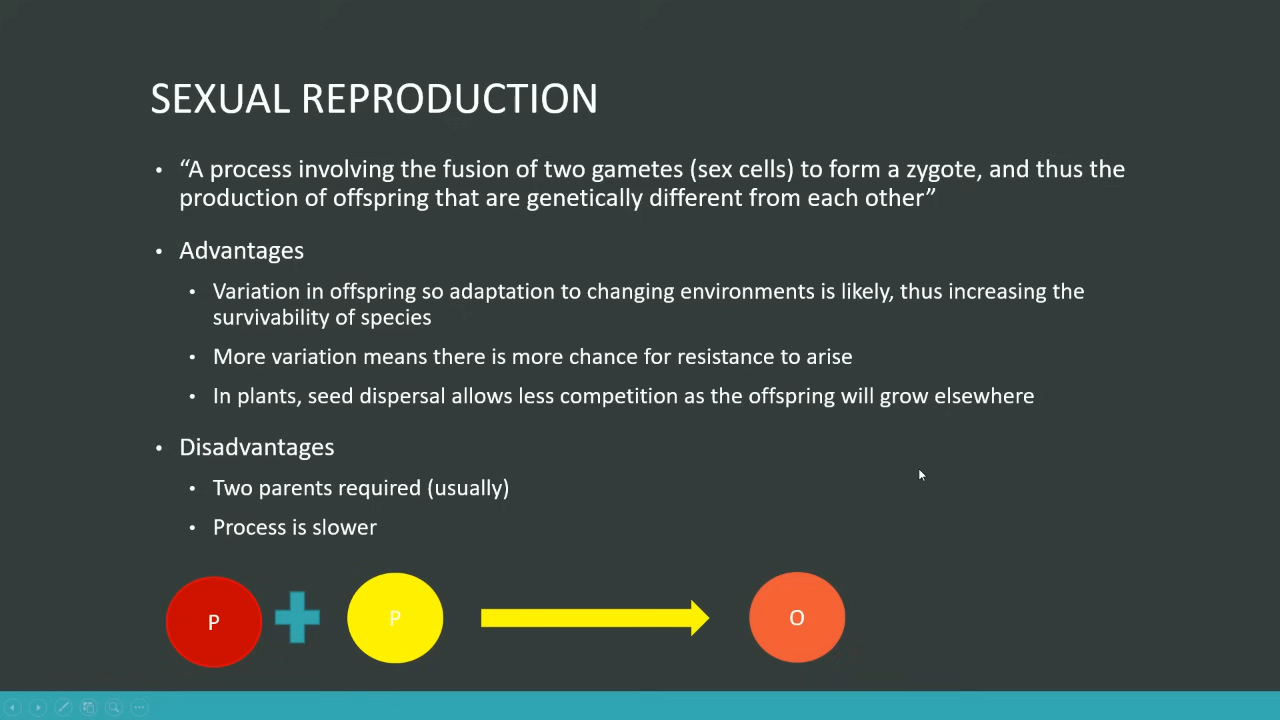 SEXUAL REPRODUCTION
• “A process involving the fusion of two gametes (sex cells) to form a zygote, and thus the
production of offspring that are genetically different from each other”
• Advantages
• Variation in offspring so adaptation to changing environments is likely, thus increasing the
survivability of species
• More variation means there is more chance for resistance to arise
• In plants, seed dispersal allows less competition as the offspring will grow elsewhere
• Disadvantages
• Two parents required (usually)
• Process is slower
P P O